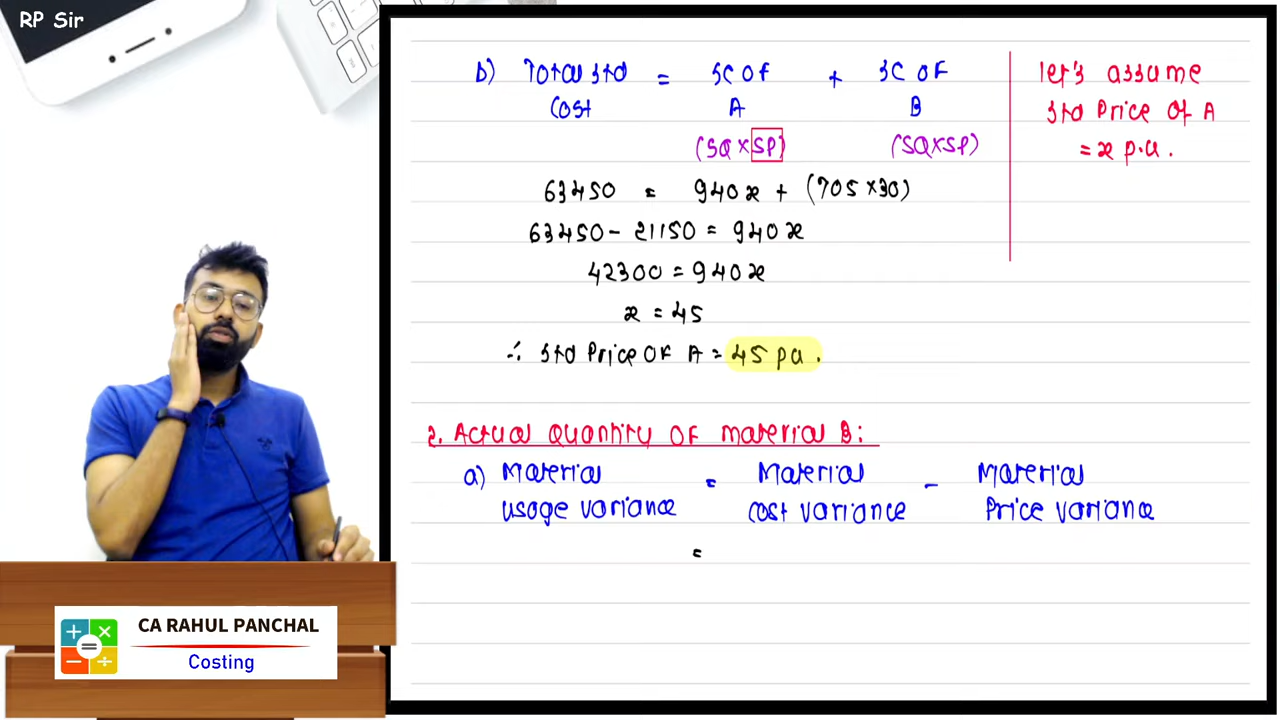 RP Sir
b) Total Std = SC OF + SC OF
Cost A B
(SQ×SP) (SQ×SP)
63450 = 940x + (705×30)
63450 - 21150 = 940x
42300 = 940x
x = 45
∴ Std Price OF A = 45 pu.
Let's assume
Std Price OF A
= x p.u.
2. Actual Quantity OF material B:
a) Material = Material - Material
usage variance cost variance Price variance
=
CA RAHUL PANCHAL
Costing